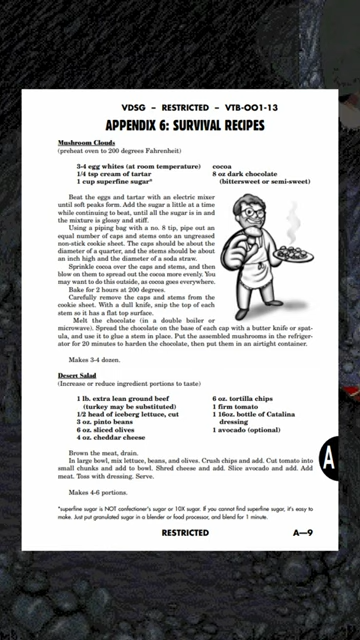 VDSG – RESTRICTED – VTB-001-13
APPENDIX 6: SURVIVAL RECIPES
Mushroom Clouds
(preheat oven to 200 degrees Fahrenheit)
3-4 egg whites (at room temperature)
1/4 tsp cream of tartar
1 cup superfine sugar*
cocoa
8 oz dark chocolate
(bittersweet or semi-sweet)
Beat the eggs and tartar with an electric mixer
until soft peaks form. Add the sugar a little at a time
while continuing to beat, until all the sugar is in and
the mixture is glossy and stiff.
Using a piping bag with a no. 8 tip, pipe out an
equal number of caps and stems onto an ungreased
non-stick cookie sheet. The caps should be about the
diameter of a quarter, and the stems should be about
an inch high and the diameter of a soda straw.
Sprinkle cocoa over the caps and stems, and then
blow on them to spread out the cocoa more evenly. You
may want to do this outside, as cocoa goes everywhere.
Bake for 2 hours at 200 degrees.
Carefully remove the caps and stems from the
cookie sheet. With a dull knife, snip the top of each
stem so it has a flat top surface.
Melt the chocolate (in a double boiler or
microwave). Spread the chocolate on the base of each cap with a butter knife or spat-
ula, and use it to glue a stem in place. Put the assembled mushrooms in the refriger-
ator for 20 minutes to harden the chocolate, then put them in an airtight container.
Makes 3-4 dozen.
Desert Salad
(Increase or reduce ingredient portions to taste)
1 lb. extra lean ground beef
(turkey may be substituted)
1/2 head of iceberg lettuce, cut
3 oz. pinto beans
6 oz. sliced olives
4 oz. cheddar cheese
6 oz. tortilla chips
1 firm tomato
1 16oz. bottle of Catalina
dressing
1 avocado (optional)
Brown the meat, drain.
In large bowl, mix lettuce, beans, and olives. Crush chips and add. Cut tomato into
small chunks and add to bowl. Shred cheese and add. Slice avocado and add. Add
meat. Toss with dressing. Serve.
Makes 4-6 portions.
*superfine sugar is NOT confectioner's sugar or 10X sugar. If you cannot find superfine sugar, it's easy to
make. Just put granulated sugar in a blender or food processor, and blend for 1 minute.
A
RESTRICTED
A—9